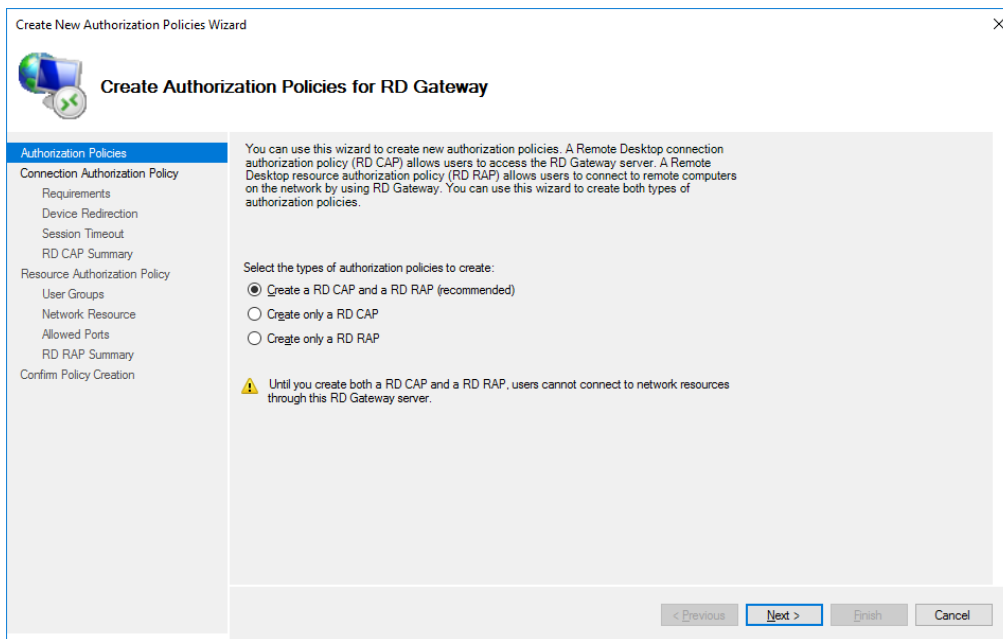 Create New Authorization Policies Wizard
Create Authorization Policies for RD Gateway
Authorization Policies
Connection Authorization Policy
Requirements
Device Redirection
Session Timeout
RD CAP Summary
Resource Authorization Policy
User Groups
Network Resource
Allowed Ports
RD RAP Summary
Confirm Policy Creation
You can use this wizard to create new authorization policies. A Remote Desktop connection
authorization policy (RD CAP) allows users to access the RD Gateway server. A Remote
Desktop resource authorization policy (RD RAP) allows users to connect to remote computers
on the network by using RD Gateway. You can use this wizard to create both types of
authorization policies.
Select the types of authorization policies to create:
Create a RD CAP and a RD RAP (recommended)
Create only a RD CAP
Create only a RD RAP
Until you create both a RD CAP and a RD RAP, users cannot connect to network resources
through this RD Gateway server.
< Previous Next > Finish Cancel